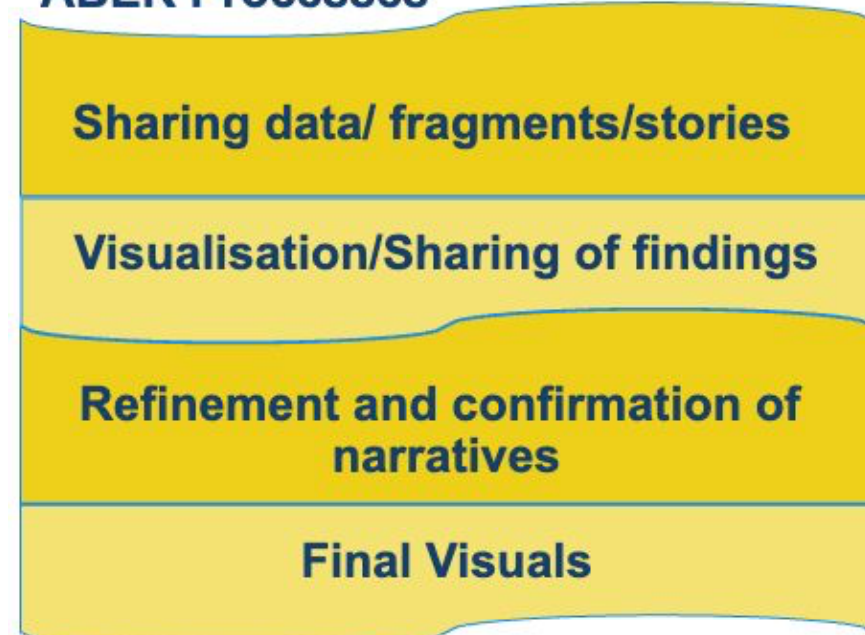 Sharing data/ fragments/stories
Visualisation/Sharing of findings
Refinement and confirmation of
narratives
Final Visuals